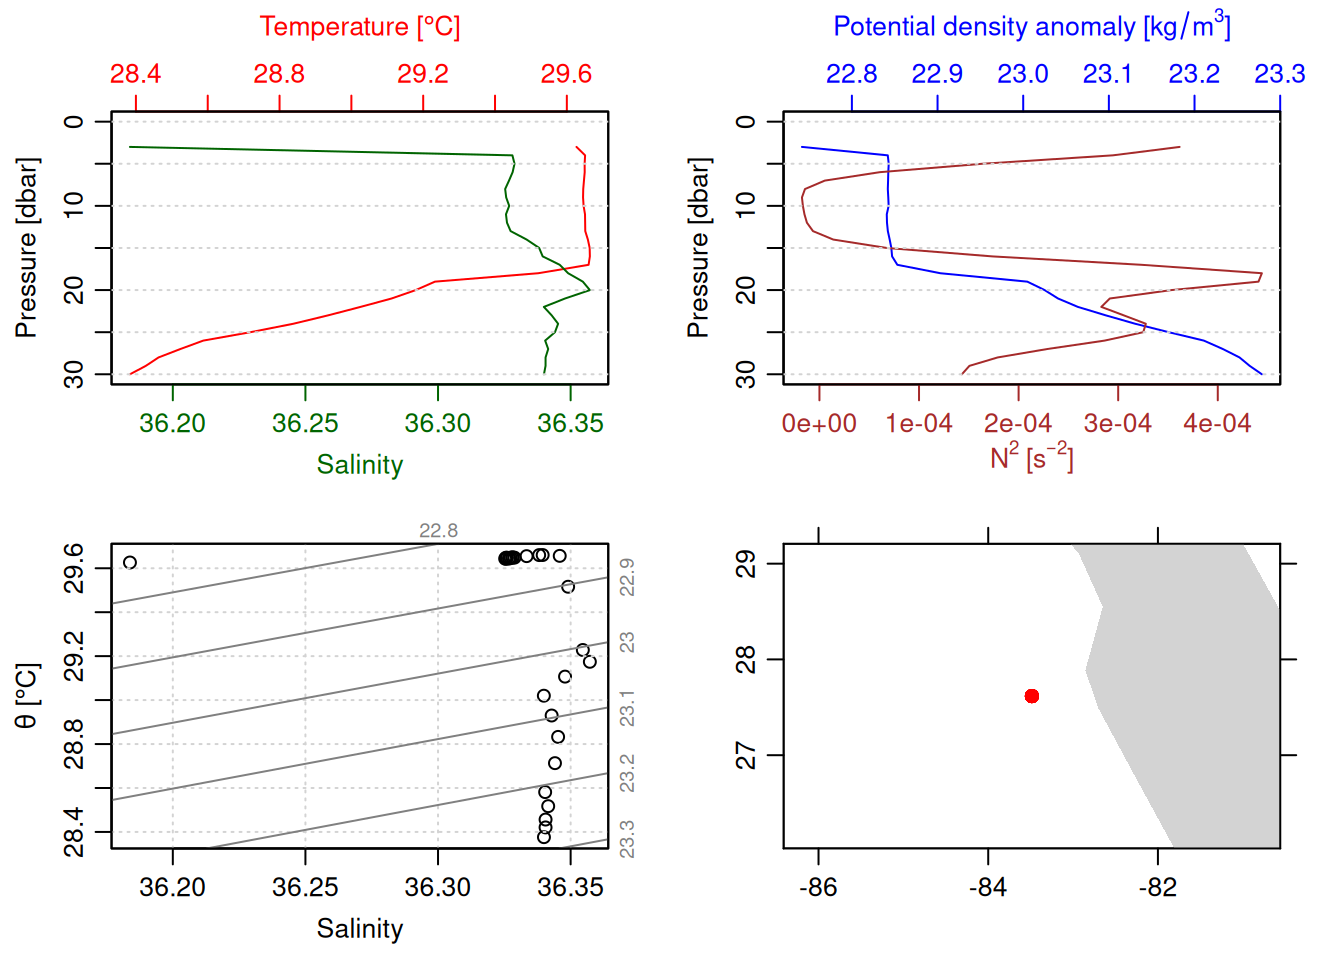 Temperature [°C]
28.4 28.8 29.2 29.6
Pressure [dbar]
0 10 20 30
36.20 36.25 36.30 36.35
Salinity
Potential density anomaly [kg/m³]
22.8 22.9 23.0 23.1 23.2 23.3
Pressure [dbar]
0 10 20 30
0e+00 1e-04 2e-04 3e-04 4e-04
N² [s⁻²]
22.8
θ [°C]
29.6 29.2 28.8 28.4
22.9 23 23.1 23.2 23.3
36.20 36.25 36.30 36.35
Salinity
29 28 27
-86 -84 -82